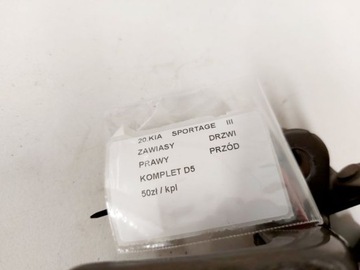 20 KIA SPORTAGE III
ZAWIASY DRZWI
PRAWY PRZÓD
KOMPLET D5
50zł / kpl